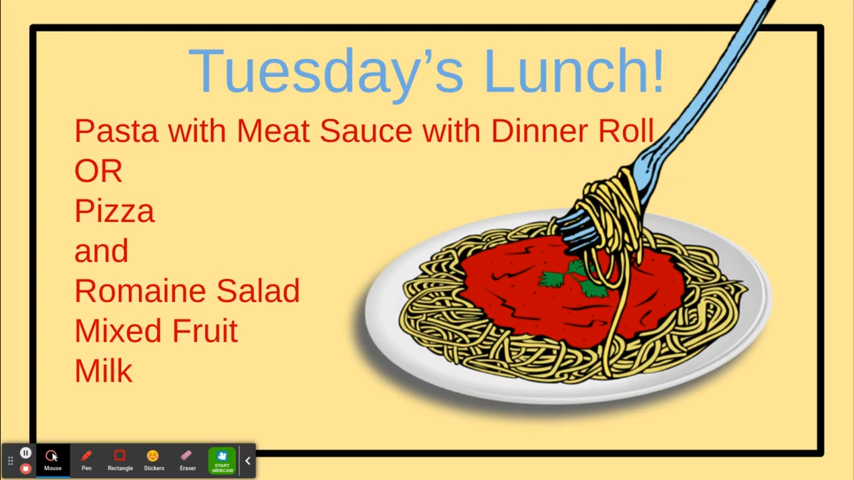 Tuesday’s Lunch!
Pasta with Meat Sauce with Dinner Roll
OR
Pizza
and
Romaine Salad
Mixed Fruit
Milk
Mouse
Pen
Rectangle
Stickers
Eraser
START
WEBCAM